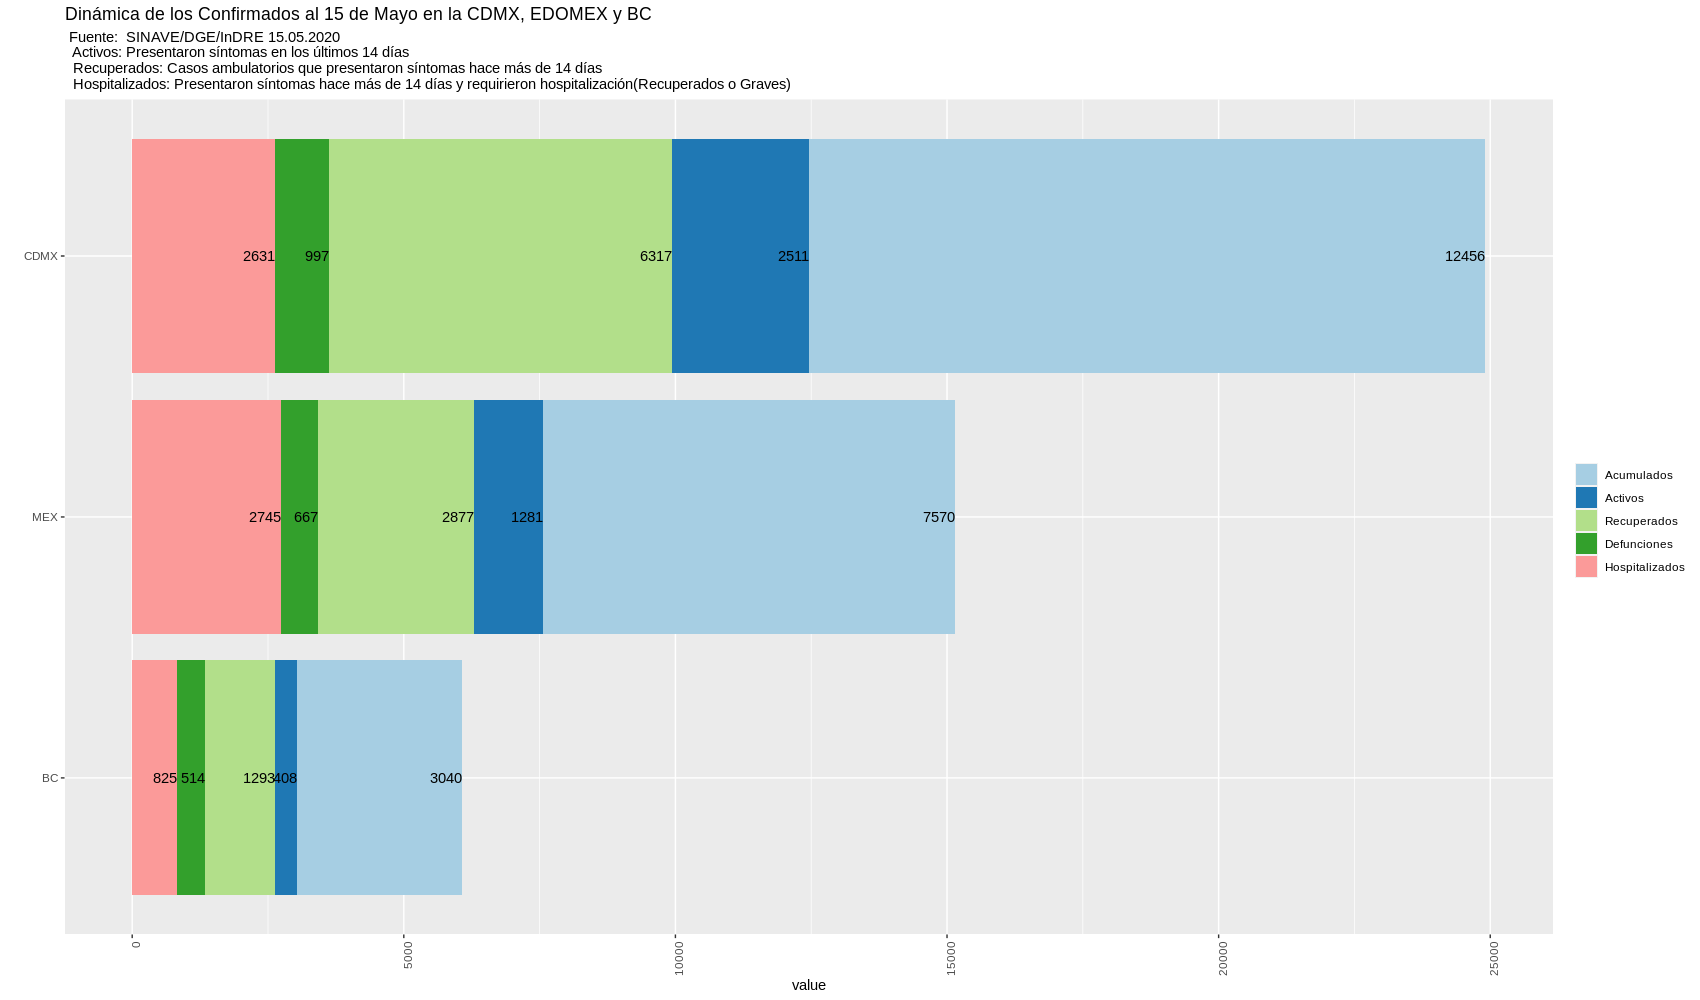 Dinámica de los Confirmados al 15 de Mayo en la CDMX, EDOMEX y BC
Fuente:  SINAVE/DGE/InDRE 15.05.2020
Activos: Presentaron síntomas en los últimos 14 días
Recuperados: Casos ambulatorios que presentaron síntomas hace más de 14 días
Hospitalizados: Presentaron síntomas hace más de 14 días y requirieron hospitalización(Recuperados o Graves)
CDMX
2631
997
6317
2511
12456
MEX
2745
667
2877
1281
7570
BC
825
514
1293
408
3040
0
5000
10000
15000
20000
25000
value
Acumulados
Activos
Recuperados
Defunciones
Hospitalizados